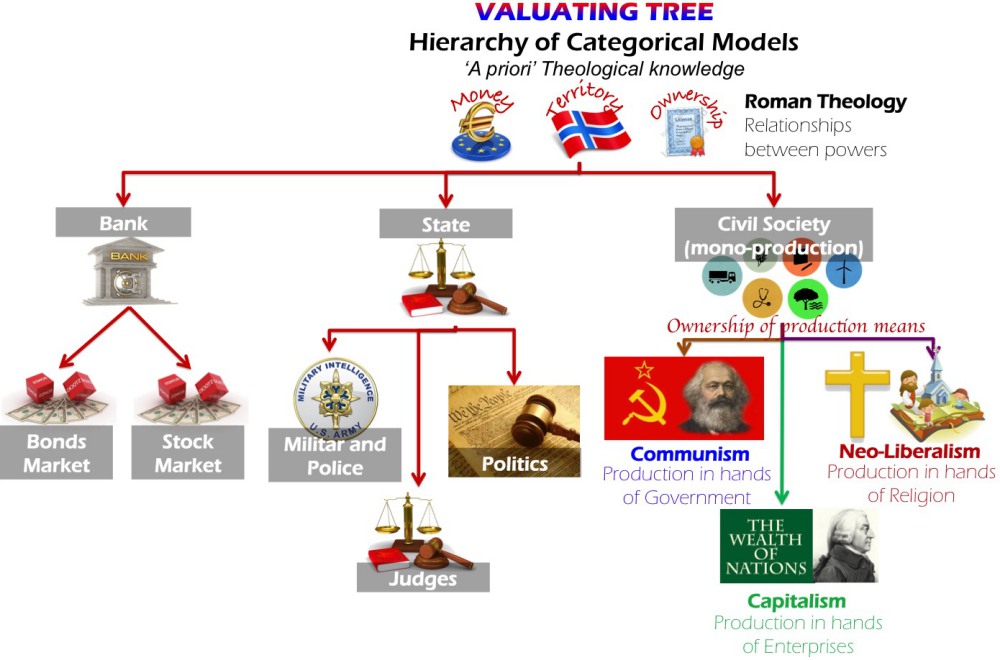 VALUATING TREE
Hierarchy of Categorical Models
‘A priori’ Theological knowledge
Money
Territory
Ownership
Roman Theology
Relationships
between powers
Bank
State
Civil Society
(mono-production)
BANK
Ownership of production means
MILITARY INTELLIGENCE
U.S. ARMY
We the People
Bonds
Market
Stock
Market
Militar and
Police
Politics
Judges
Communism
Production in hands
of Government
Neo-Liberalism
Production in hands
of Religion
THE
WEALTH
OF
NATIONS
Capitalism
Production in hands
of Enterprises